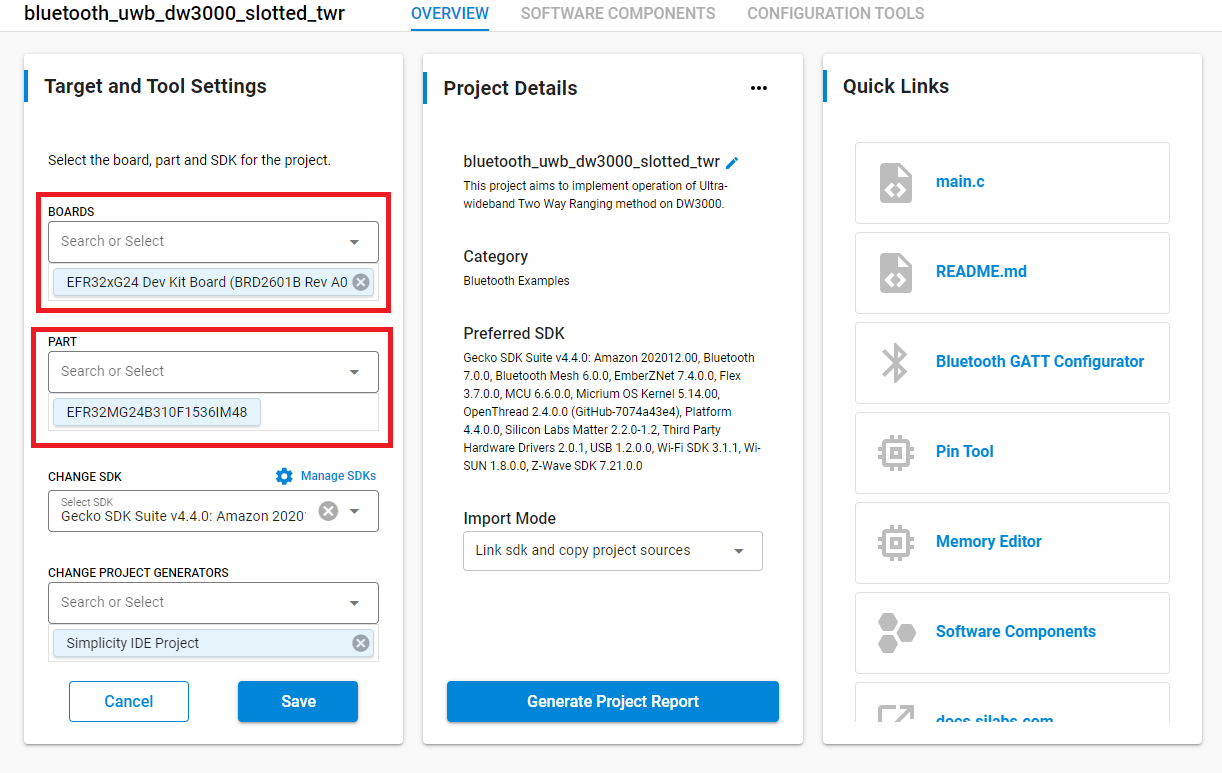 bluetooth_uwb_dw3000_slotted_twr
OVERVIEW
SOFTWARE COMPONENTS
CONFIGURATION TOOLS
Target and Tool Settings
Select the board, part and SDK for the project.
BOARDS
Search or Select
EFR32xG24 Dev Kit Board (BRD2601B Rev A0
PART
Search or Select
EFR32MG24B310F1536IM48
CHANGE SDK
Manage SDKs
Select SDK
Gecko SDK Suite v4.4.0: Amazon 2020
CHANGE PROJECT GENERATORS
Search or Select
Simplicity IDE Project
Cancel
Save
Project Details
bluetooth_uwb_dw3000_slotted_twr
This project aims to implement operation of Ultra-
wideband Two Way Ranging method on DW3000.
Category
Bluetooth Examples
Preferred SDK
Gecko SDK Suite v4.4.0: Amazon 202012.00, Bluetooth
7.0.0, Bluetooth Mesh 6.0.0, EmberZNet 7.4.0.0, Flex
3.7.0.0, MCU 6.6.0.0, Micrium OS Kernel 5.14.00,
OpenThread 2.4.0.0 (GitHub-7074a43e4), Platform
4.4.0.0, Silicon Labs Matter 2.2.0-1.2, Third Party
Hardware Drivers 2.0.1, USB 1.2.0.0, Wi-Fi SDK 3.1.1, Wi-
SUN 1.8.0.0, Z-Wave SDK 7.21.0.0
Import Mode
Link sdk and copy project sources
Generate Project Report
Quick Links
main.c
README.md
Bluetooth GATT Configurator
Pin Tool
Memory Editor
Software Components
docs.silabs.com